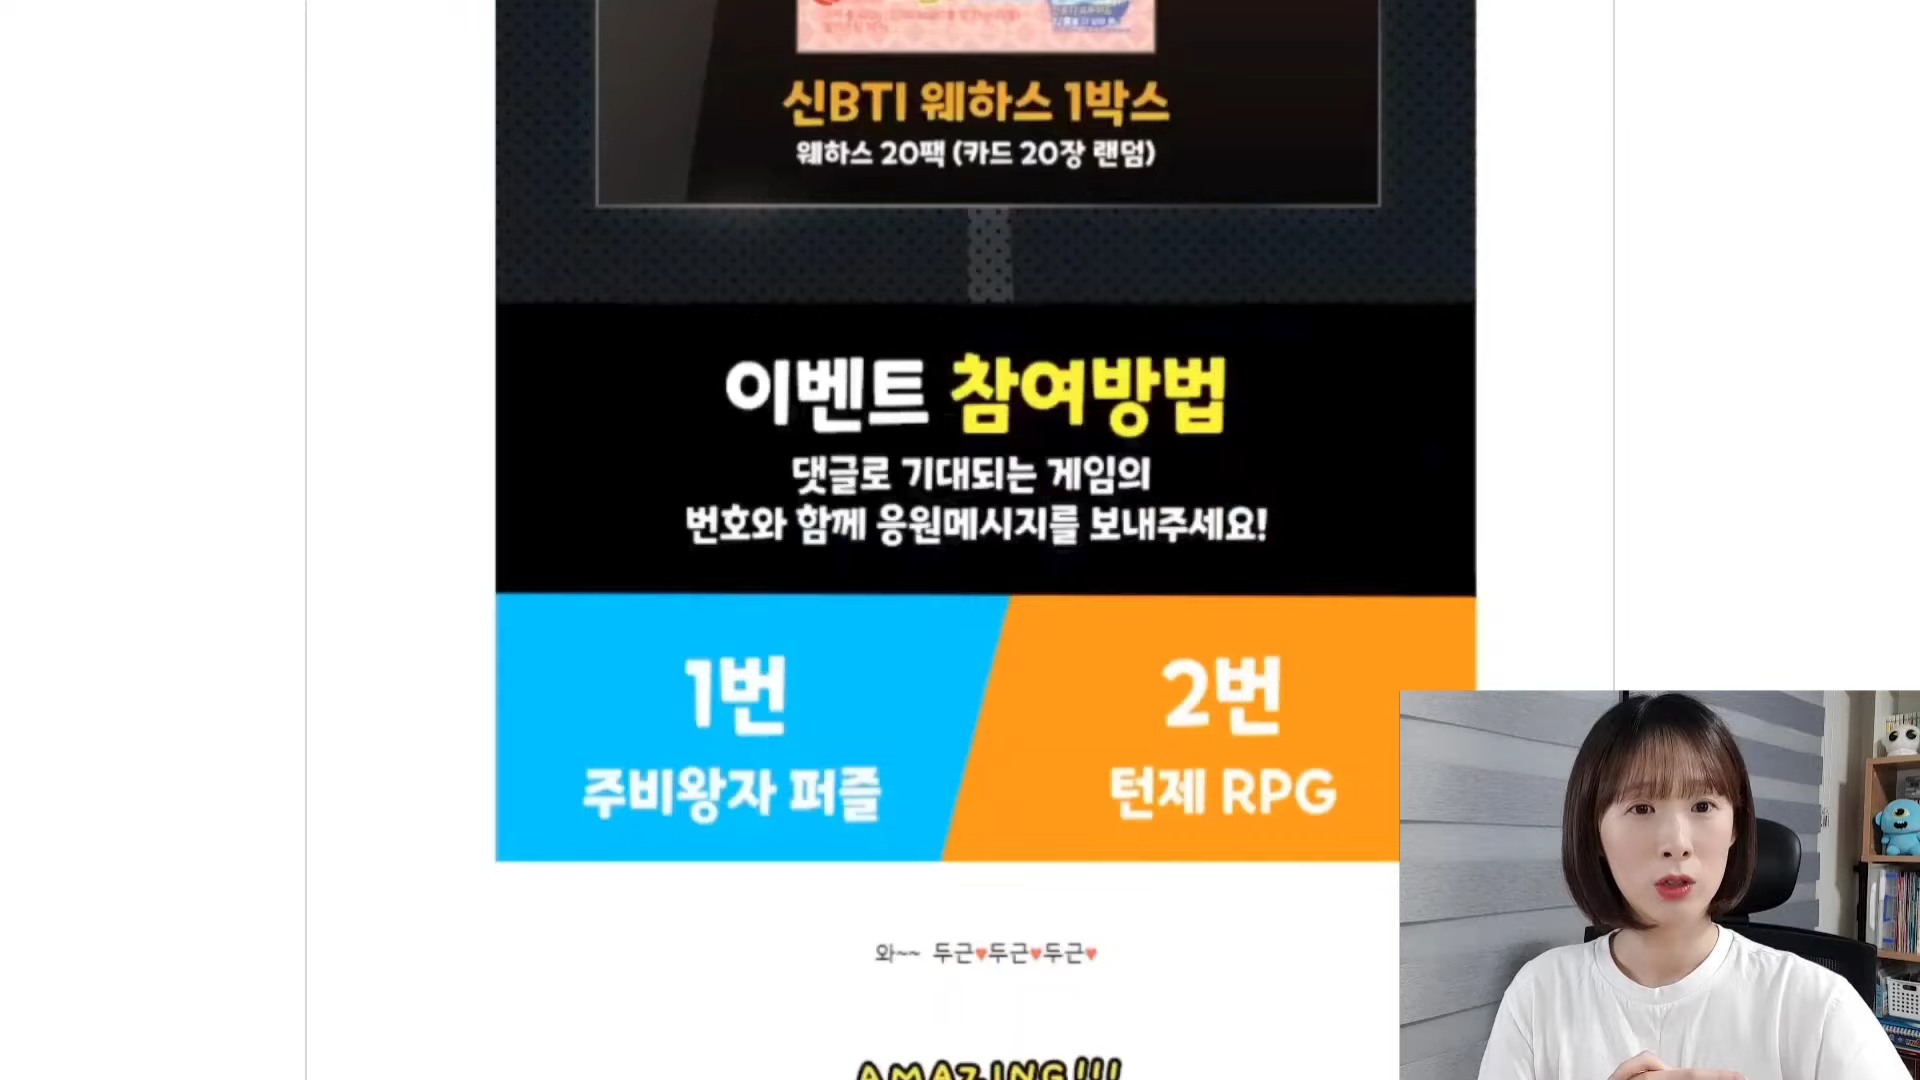 신BTI 웨하스 1박스
웨하스 20팩 (카드 20장 랜덤)
이벤트 참여방법
댓글로 기대되는 게임의
번호와 함께 응원메시지를 보내주세요!
1번
주비왕자 퍼즐
2번
턴제 RPG
와~~ 두근♥두근♥두근♥
AMAZING!!!